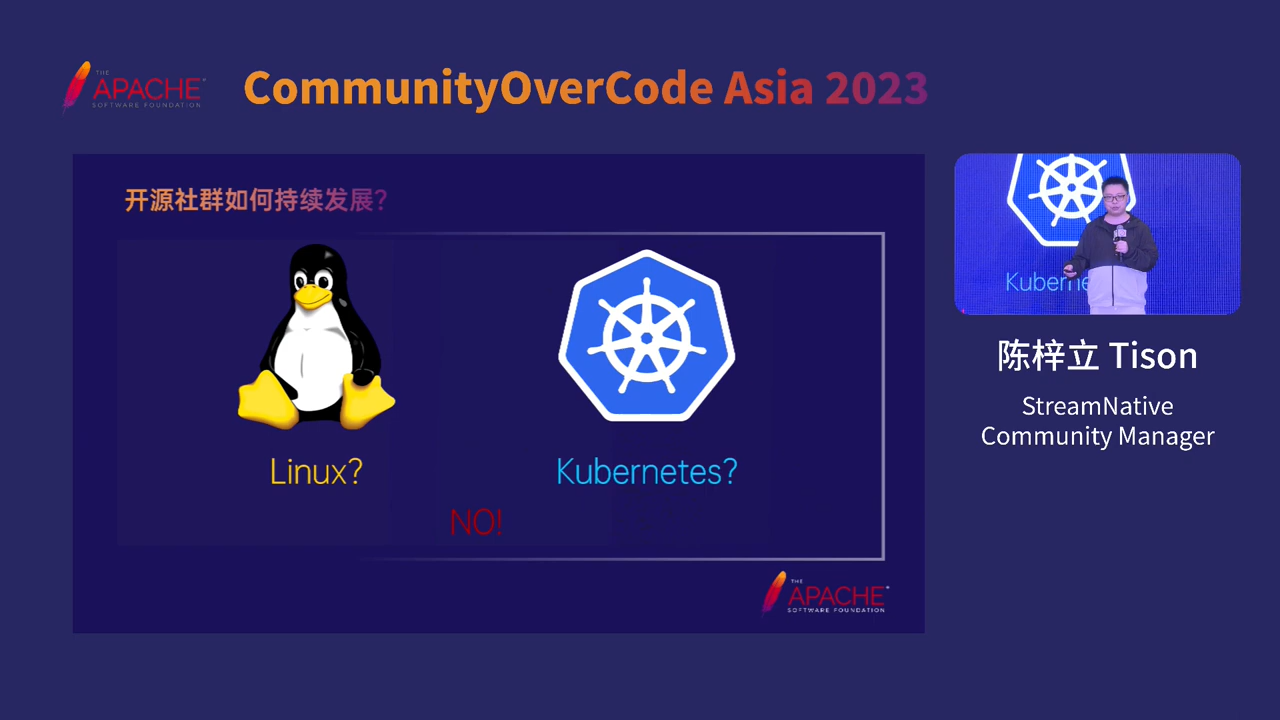 THE
APACHE
SOFTWARE FOUNDATION
CommunityOverCode Asia 2023
开源社群如何持续发展?
Linux?
Kubernetes?
NO!
THE
APACHE
SOFTWARE FOUNDATION
Kuberne
陈梓立 Tison
StreamNative
Community Manager